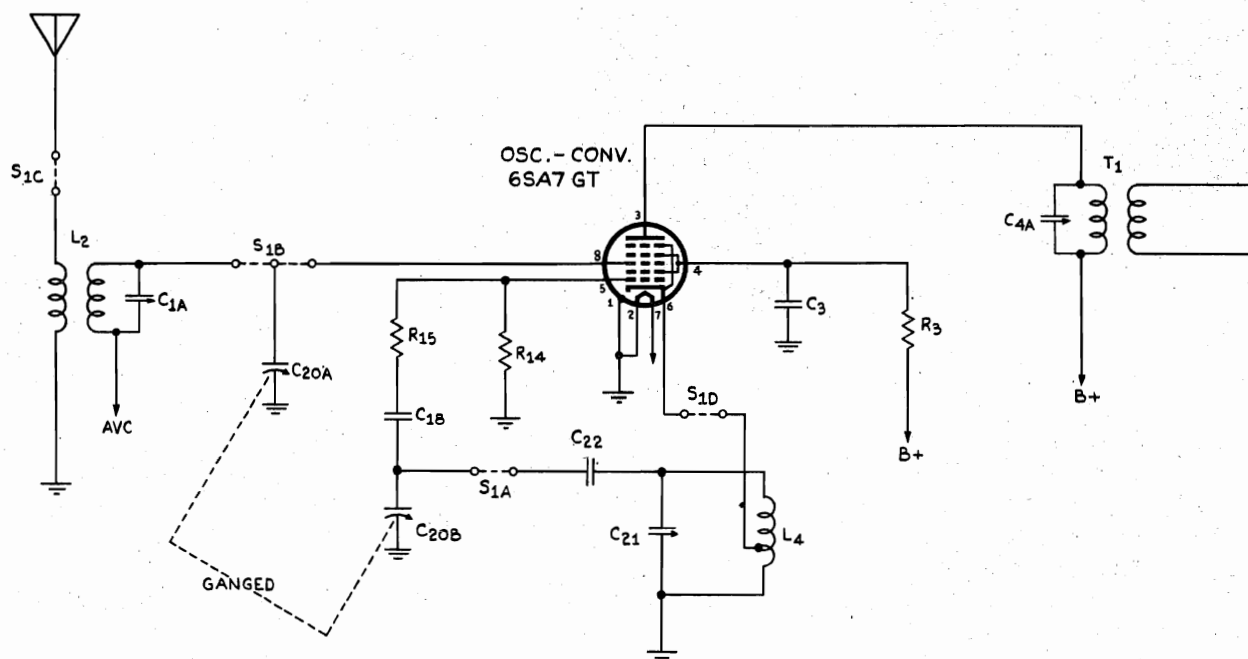 OSC.-CONV.
6SA7 GT
S1C
L2
S1B
C1A
3
8
5
1
2
7
6
4
T1
C4A
C3
R3
R15
R14
C20A
AVC
C18
S1D
B+
B+
C22
S1A
C20B
C21
L4
GANGED